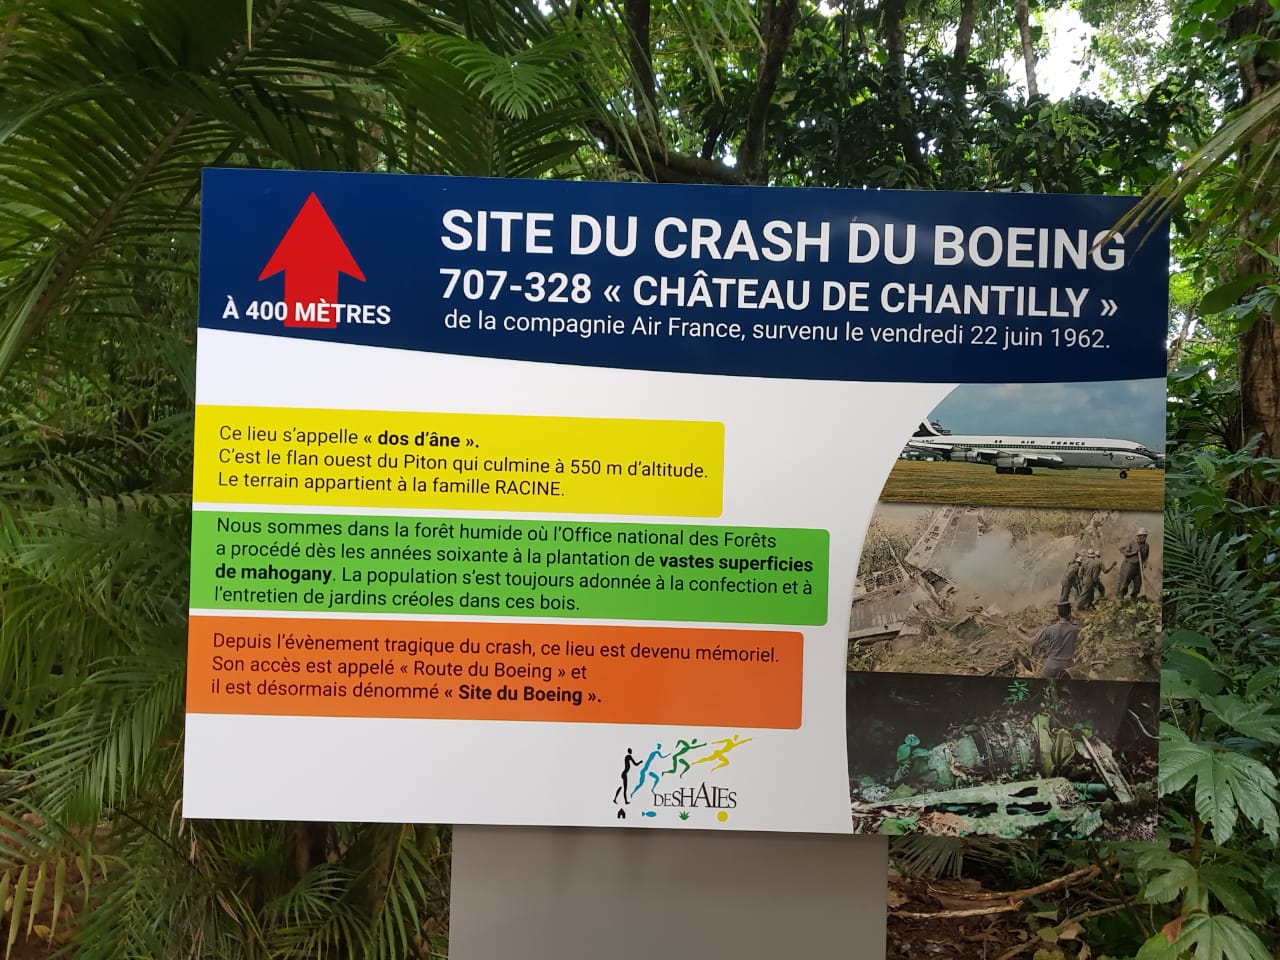 À 400 MÈTRES
SITE DU CRASH DU BOEING
707-328 « CHÂTEAU DE CHANTILLY »
de la compagnie Air France, survenu le vendredi 22 juin 1962.
Ce lieu s’appelle « dos d’âne ».
C’est le flan ouest du Piton qui culmine à 550 m d’altitude.
Le terrain appartient à la famille RACINE.
Nous sommes dans la forêt humide où l’Office national des Forêts
a procédé dès les années soixante à la plantation de vastes superficies
de mahogany. La population s’est toujours adonnée à la confection et à
l’entretien de jardins créoles dans ces bois.
Depuis l’évènement tragique du crash, ce lieu est devenu mémoriel.
Son accès est appelé « Route du Boeing » et
il est désormais dénommé « Site du Boeing ».
AIR FRANCE
DESHAIES